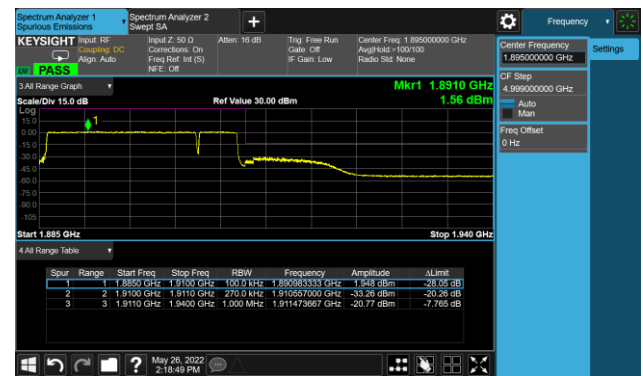 Spectrum Analyzer 1
Spurious Emissions
Spectrum Analyzer 2
Swept SA
Frequency
KEYSIGHT
Input: RF
Coupling: DC
Align: Auto
Input Z: 50 Ω
Corrections: On
Freq Ref: Int (S)
NFE: Off
Atten: 16 dB
Trig: Free Run
Gate: Off
IF Gain: Low
Center Freq: 1.895000000 GHz
Avg|Hold:>100/100
Radio Std: None
PASS
Center Frequency
1.895000000 GHz
Settings
CF Step
4.999000000 GHz
Auto
Man
Freq Offset
0 Hz
3 All Range Graph
Mkr1 1.8910 GHz
Scale/Div 15.0 dB
Ref Value 30.00 dBm
1.56 dBm
Log
15.0
0.00
-15.0
-30.0
-45.0
-60.0
-75.0
-90.0
-105
1
Start 1.885 GHz
Stop 1.940 GHz
4 All Range Table
Spur Range Start Freq Stop Freq RBW Frequency Amplitude ΔLimit
1 1 1.8850 GHz 1.9100 GHz 100.0 kHz 1.890983333 GHz 1.948 dBm -28.05 dB
2 2 1.9100 GHz 1.9110 GHz 270.0 kHz 1.910557000 GHz -33.26 dBm -20.26 dB
3 3 1.9110 GHz 1.9400 GHz 1.000 MHz 1.911473667 GHz -20.77 dBm -7.765 dB
?
May 26, 2022
2:18:49 PM